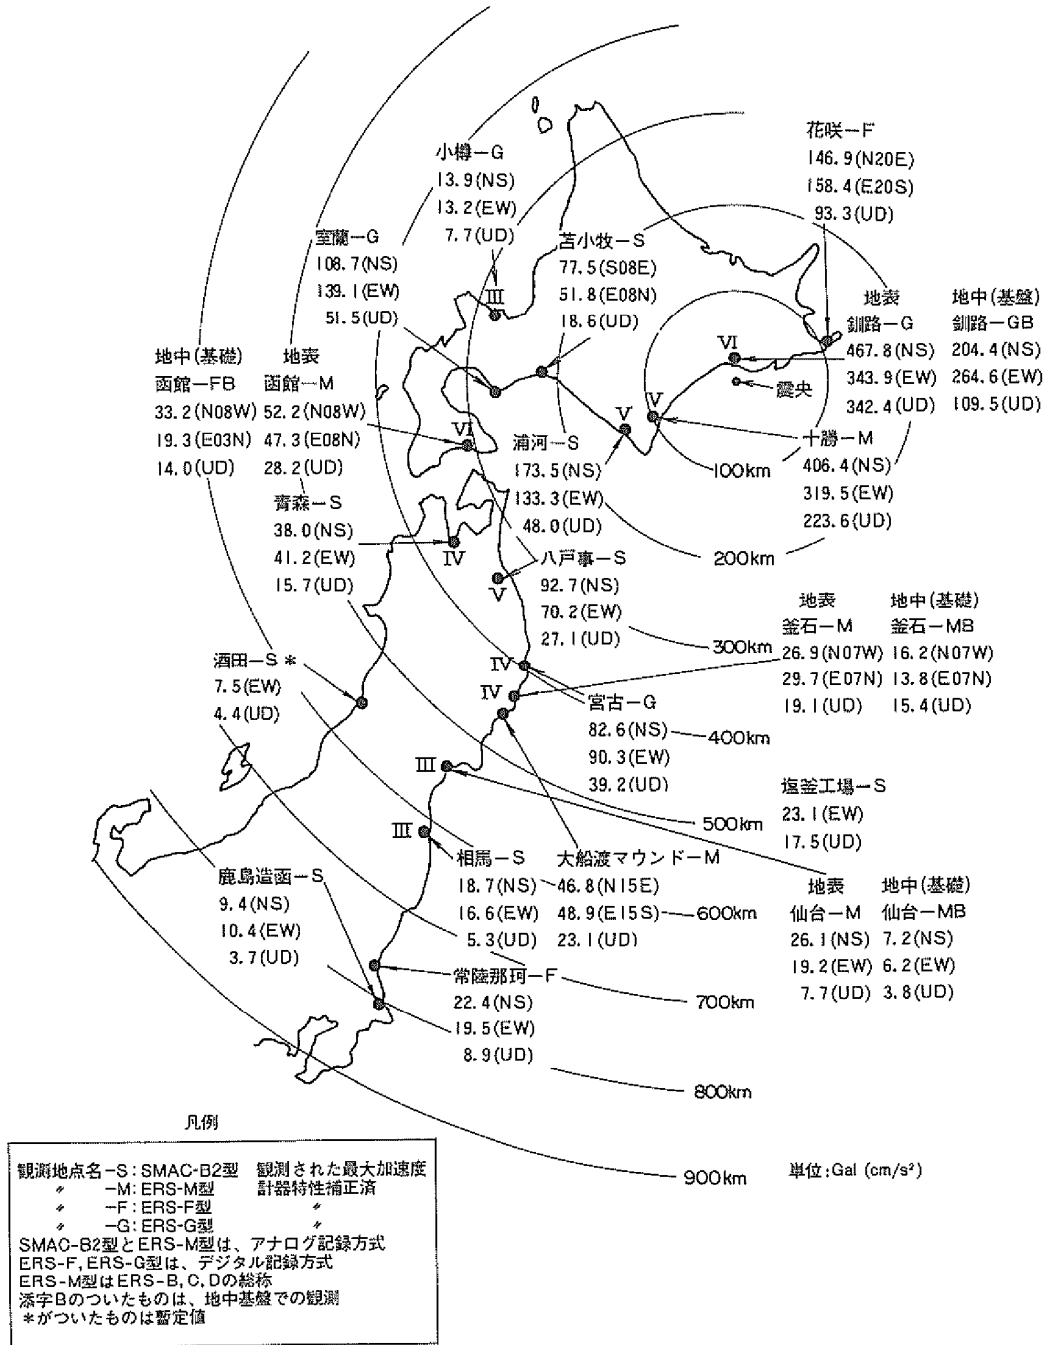 花咲－F
146.9(N20E)
158.4(E20S)
93.3(UD)
小樽－G
13.9(NS)
13.2(EW)
7.7(UD)
III
室蘭－G
108.7(NS)
139.1(EW)
51.5(UD)
苫小牧－S
77.5(S08E)
51.8(E08N)
18.6(UD)
地表
釧路－G
467.8(NS)
343.9(EW)
342.4(UD)
地中(基盤)
釧路－GB
204.4(NS)
264.6(EW)
109.5(UD)
VI
震央
地中(基礎)
函館－FB
33.2(N08W)
19.3(E03N)
14.0(UD)
地表
函館－M
52.2(N08W)
47.3(E08N)
28.2(UD)
VI
V
V
浦河－S
173.5(NS)
133.3(EW)
48.0(UD)
十勝－M
406.4(NS)
319.5(EW)
223.6(UD)
100km
200km
青森－S
38.0(NS)
41.2(EW)
15.7(UD)
IV
八戸事－S
92.7(NS)
70.2(EW)
27.1(UD)
V
300km
地表
釜石－M
26.9(N07W)
29.7(E07N)
19.1(UD)
地中(基礎)
釜石－MB
16.2(N07W)
13.8(E07N)
15.4(UD)
酒田－S＊
7.5(EW)
4.4(UD)
IV
IV
宮古－G
82.6(NS)
90.3(EW)
39.2(UD)
400km
III
塩釜工場－S
23.1(EW)
17.5(UD)
500km
III
相馬－S
18.7(NS)
16.6(EW)
5.3(UD)
大船渡マウンド－M
46.8(N15E)
48.9(E15S)
23.1(UD)
600km
地表
仙台－M
26.1(NS)
19.2(EW)
7.7(UD)
地中(基礎)
仙台－MB
7.2(NS)
6.2(EW)
3.8(UD)
鹿島造函－S
9.4(NS)
10.4(EW)
3.7(UD)
常陸那珂－F
22.4(NS)
19.5(EW)
8.9(UD)
700km
800km
900km
単位:Gal (cm/s²)
凡例
観測地点名－S：SMAC-B2型 観測された最大加速度
〃 －M：ERS-M型 計器特性補正済
〃 －F：ERS-F型 〃
〃 －G：ERS-G型 〃
SMAC-B2型とERS-M型は、アナログ記録方式
ERS-F,ERS-G型は、デジタル記録方式
ERS-M型はERS-B,C,Dの総称
添字Bのついたものは、地中基盤での観測
＊がついたものは暫定値